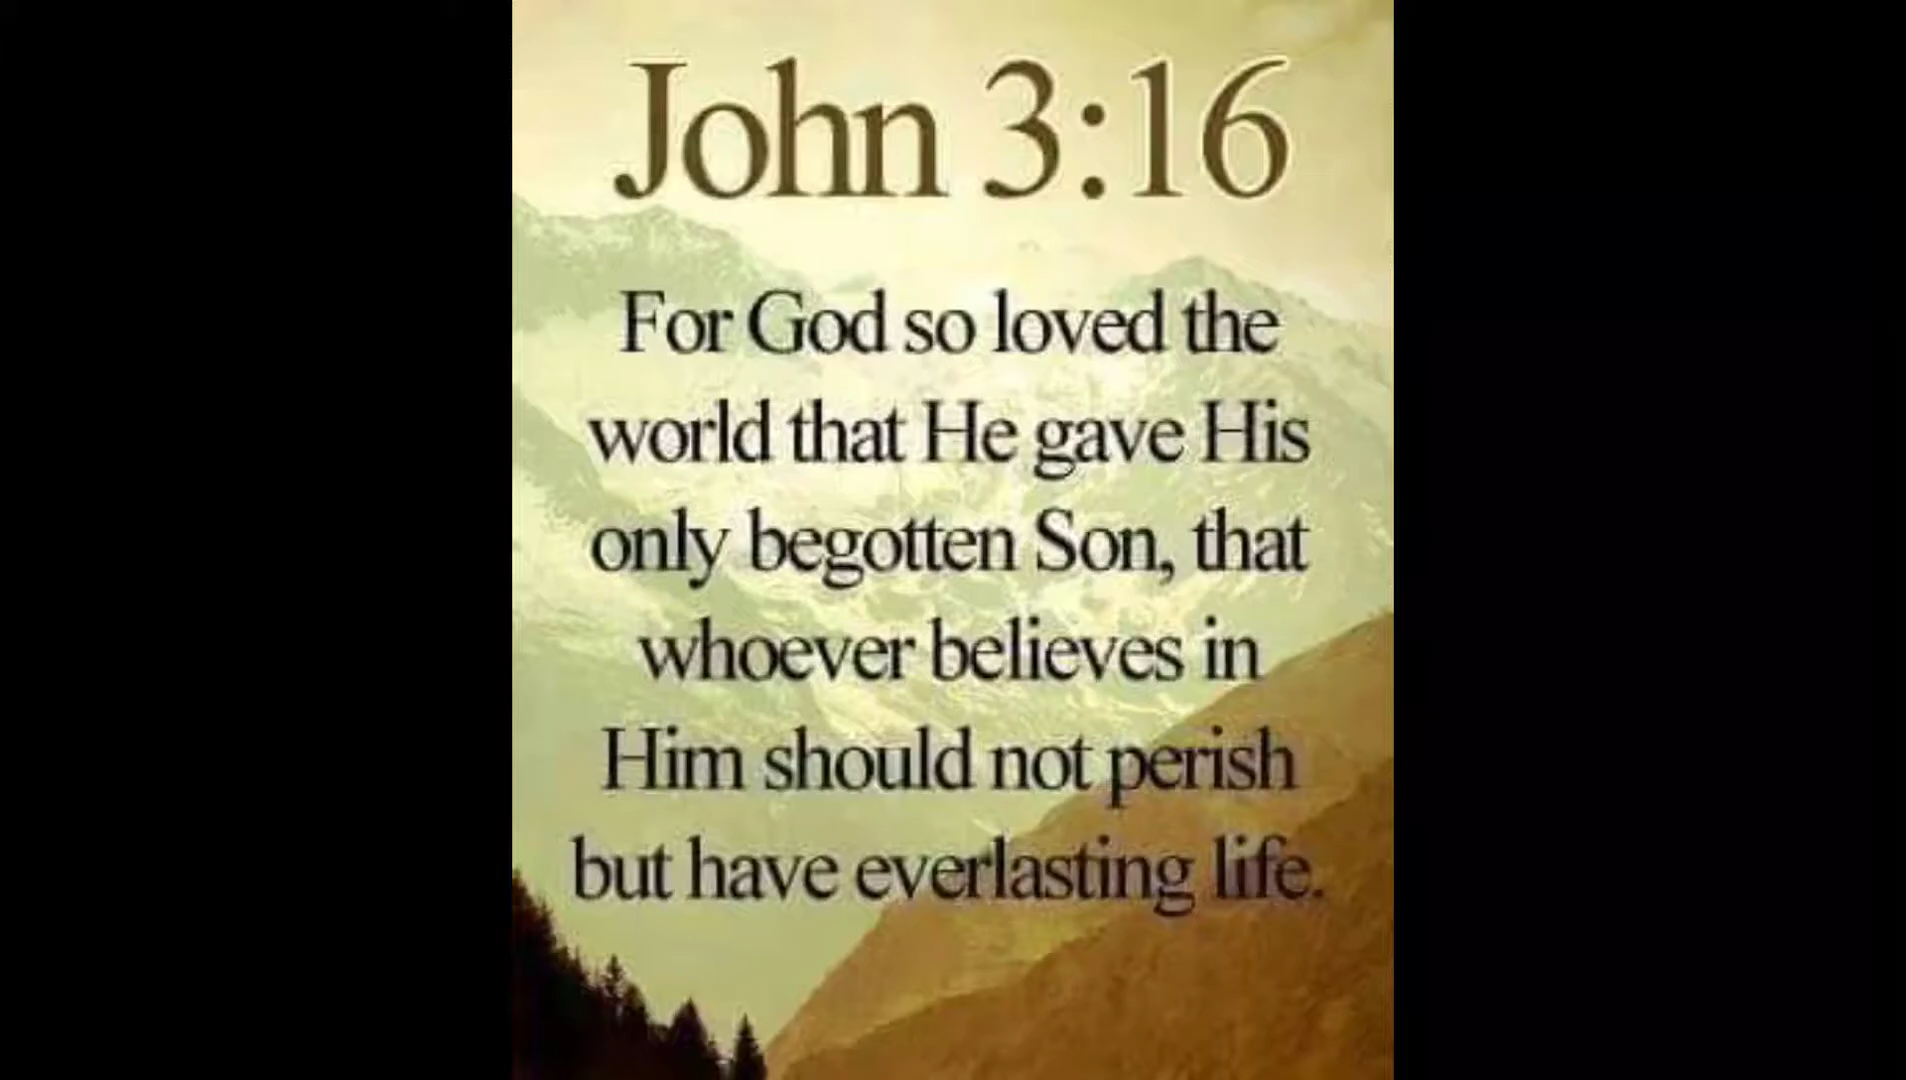 John 3:16
For God so loved the
world that He gave His
only begotten Son, that
whoever believes in
Him should not perish
but have everlasting life.